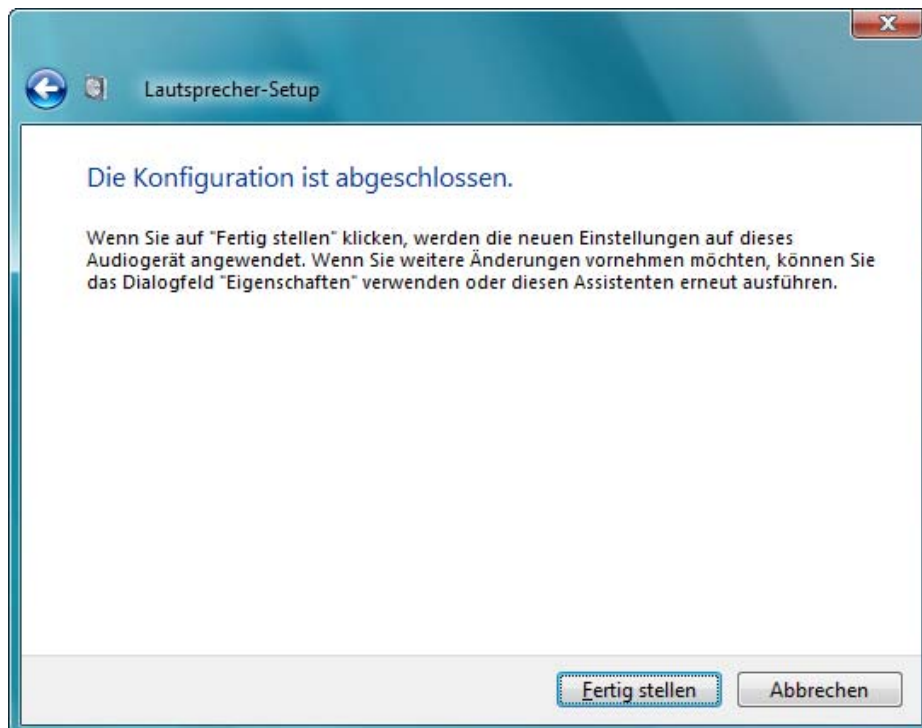 Lautsprecher-Setup
Die Konfiguration ist abgeschlossen.
Wenn Sie auf "Fertig stellen" klicken, werden die neuen Einstellungen auf dieses
Audiogerät angewendet. Wenn Sie weitere Änderungen vornehmen möchten, können Sie
das Dialogfeld "Eigenschaften" verwenden oder diesen Assistenten erneut ausführen.
Fertig stellen Abbrechen